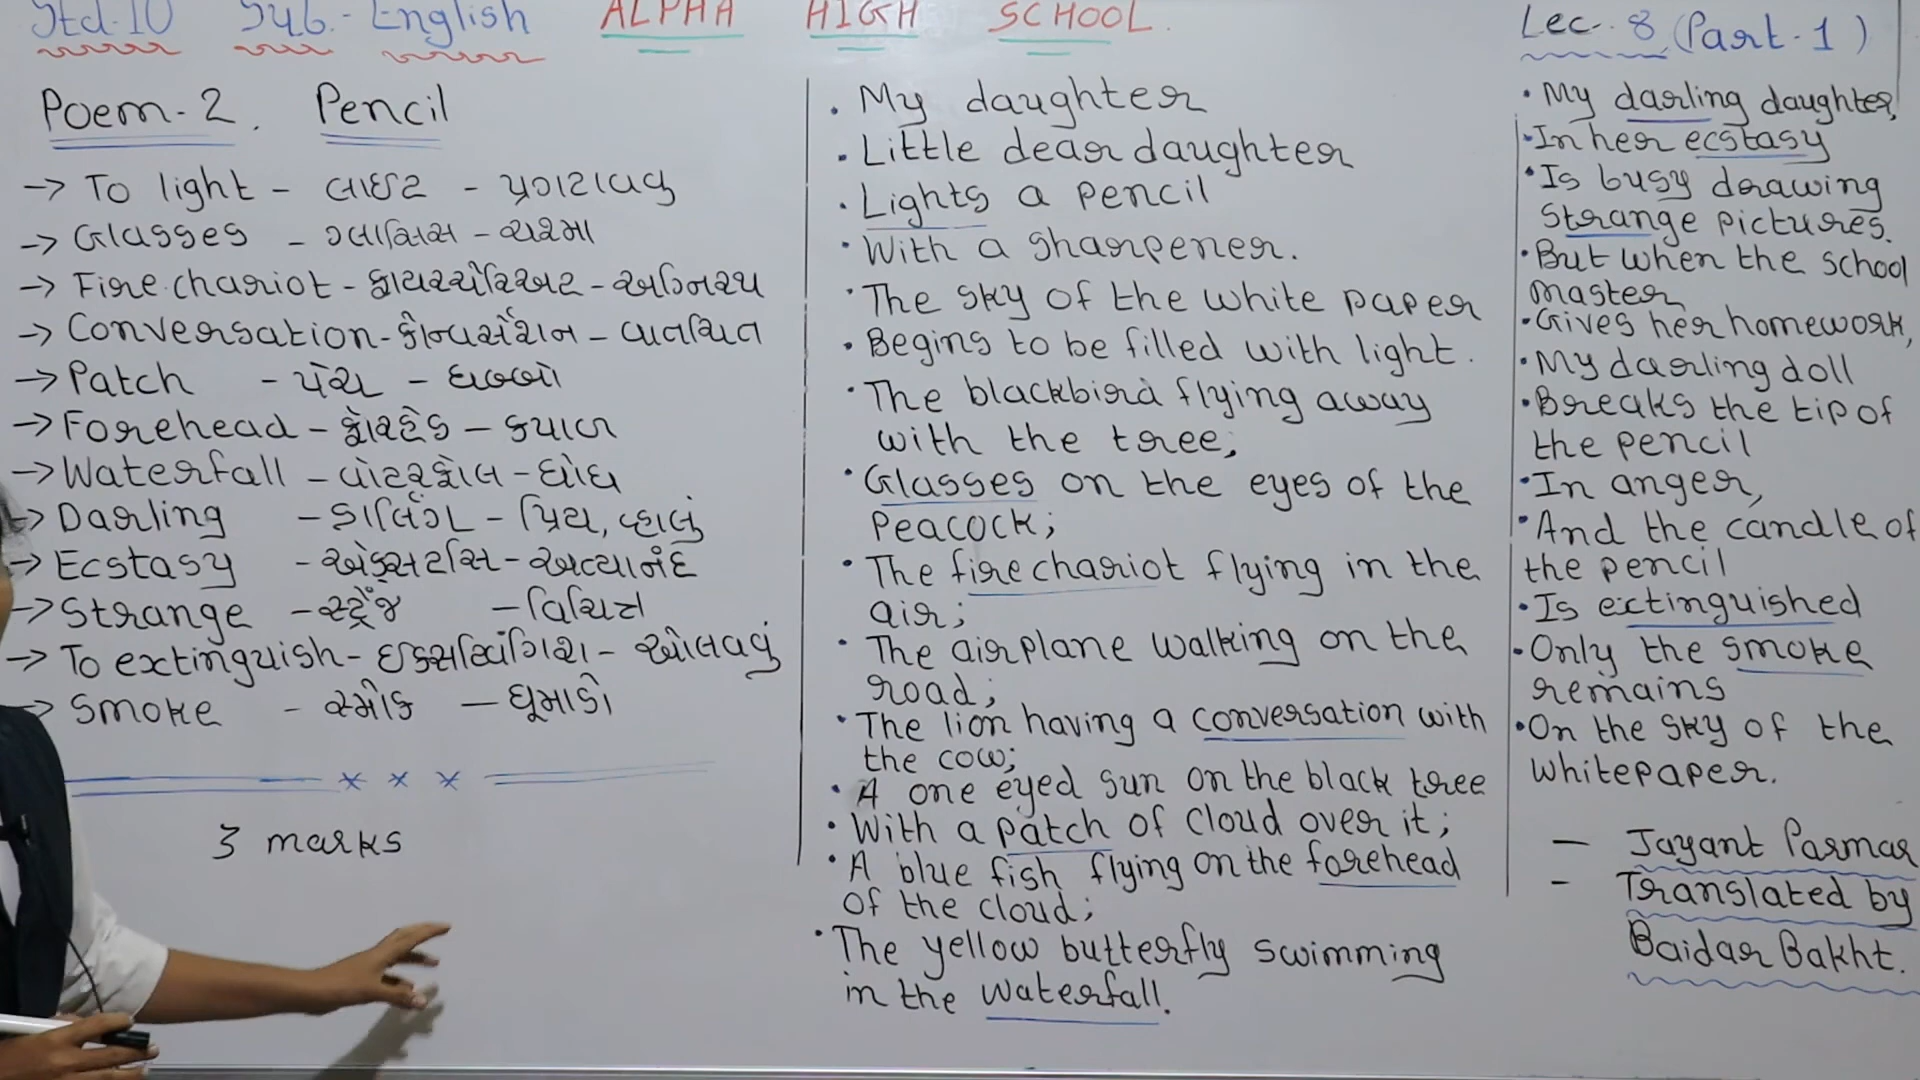 Std-10 Sub.- English ALPHA HIGH SCHOOL. Lec. 8 (Part-1)
Poem-2. Pencil
→ To light - લાઈટ - પ્રગટાવવુ
→ Glasses - ગ્લાસિસ - ચશ્મા
→ Fire.chariot - ફાયરચેરિઅટ - અગ્નિરથ
→ Conversation - કોન્વર્સેશન - વાતચિત
→ Patch - પેચ - ધબ્બો
→ Forehead - ફોરહેડ - કપાળ
→ Waterfall - વોટરફોલ - ધોધ
→ Darling - ડાર્લિંગ - પ્રિય, વ્હાલું
→ Ecstasy - એક્સટસિ - અત્યાનંદ
→ Strange - સ્ટ્રેંજ - વિચિત્ર
→ To extinguish - ઈક્સટિંગિશ - ઓલવવું
→ Smoke - સ્મોક - ધૂમાડો
* * *
3 marks
• My daughter
• Little dear daughter
• Lights a pencil
• With a sharpener.
• The sky of the white paper
• Begins to be filled with light.
• The blackbird flying away
with the tree;
• Glasses on the eyes of the
Peacock;
• The fire chariot flying in the
air;
• The airplane walking on the
road;
• The lion having a conversation with
the cow;
• A one eyed sun on the black tree
• With a patch of cloud over it;
• A blue fish flying on the forehead
of the cloud;
• The yellow butterfly swimming
in the waterfall.
• My darling daughter,
• In her ecstasy
• Is busy drawing
Strange pictures.
• But when the school
master
• Gives her homework,
• My darling doll
• Breaks the tip of
the pencil
• In anger,
• And the candle of
the pencil
• Is extinguished
• Only the smoke
remains
• On the sky of the
whitepaper.
- Jayant Parmar
- Translated by
Baidar Bakht.